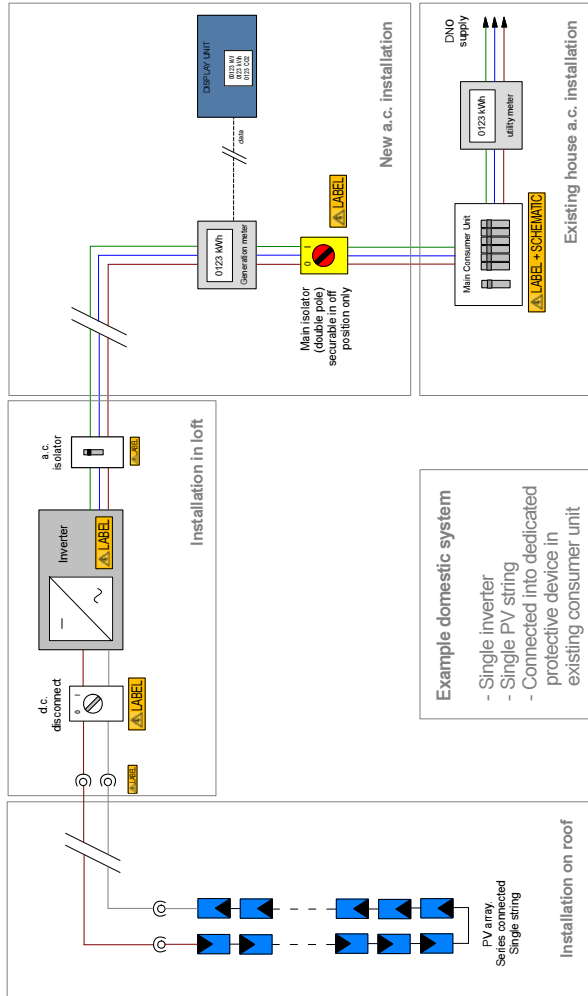 Installation on roof
PV array.
Series connected
Single string
Installation in loft
LABEL
d.c.
disconnect
0 I
LABEL
Inverter
LABEL
a.c.
isolator
LABEL
New a.c. installation
0123 kWh
Generation meter
data
DISPLAY UNIT
0123 kWh
0123 CO2
Main isolator
(double pole)
securable in off
position only
0 I
LABEL
Existing house a.c. installation
Main Consumer Unit
LABEL + SCHEMATIC
0123 kWh
utility meter
DNO
supply
Example domestic system
- Single inverter
- Single PV string
- Connected into dedicated
protective device in
existing consumer unit